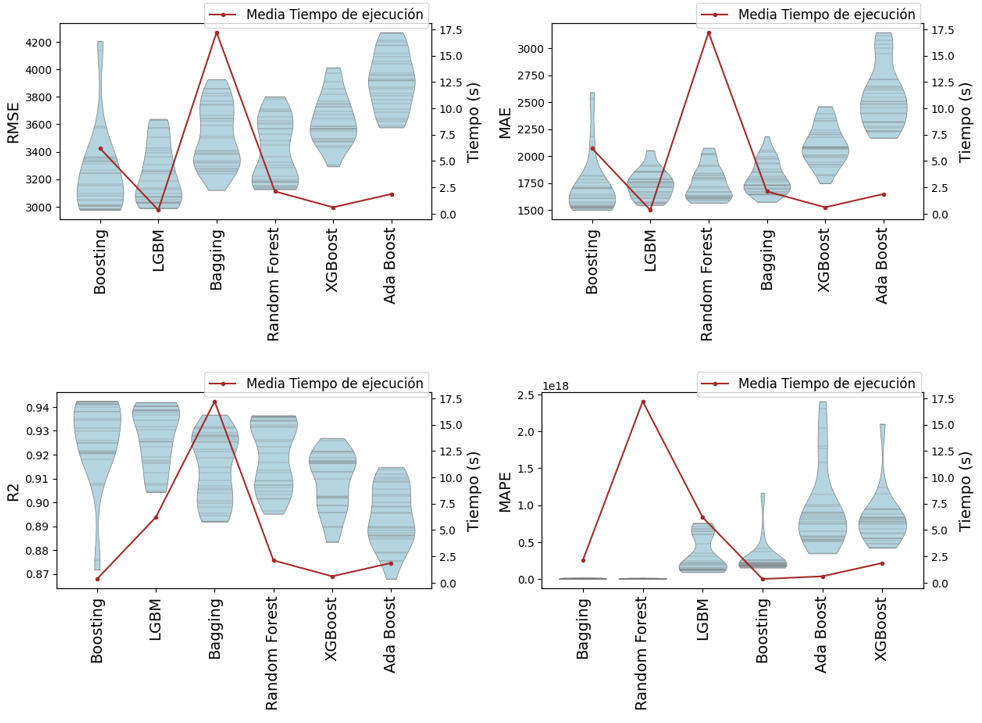 Media Tiempo de ejecución
4200
4000
3800
3600
3400
3200
3000
RMSE
17.5
15.0
12.5
10.0
7.5
5.0
2.5
0.0
Tiempo (s)
Boosting
LGBM
Bagging
Random Forest
XGBoost
Ada Boost
Media Tiempo de ejecución
3000
2750
2500
2250
2000
1750
1500
MAE
17.5
15.0
12.5
10.0
7.5
5.0
2.5
0.0
Tiempo (s)
Boosting
LGBM
Random Forest
Bagging
XGBoost
Ada Boost
Media Tiempo de ejecución
0.94
0.93
0.92
0.91
0.90
0.89
0.88
0.87
R2
17.5
15.0
12.5
10.0
7.5
5.0
2.5
0.0
Tiempo (s)
Boosting
LGBM
Bagging
Random Forest
XGBoost
Ada Boost
Media Tiempo de ejecución
1e18
2.5
2.0
1.5
1.0
0.5
0.0
MAPE
17.5
15.0
12.5
10.0
7.5
5.0
2.5
0.0
Tiempo (s)
Bagging
Random Forest
LGBM
Boosting
Ada Boost
XGBoost